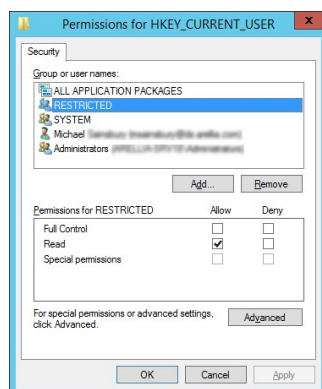 Permissions for HKEY_CURRENT_USER
x
Security
Group or user names:
ALL APPLICATION PACKAGES
RESTRICTED
SYSTEM
Michael
Administrators
Add... Remove
Permissions for RESTRICTED Allow Deny
Full Control
Read
Special permissions
For special permissions or advanced settings,
click Advanced.
Advanced
OK Cancel Apply